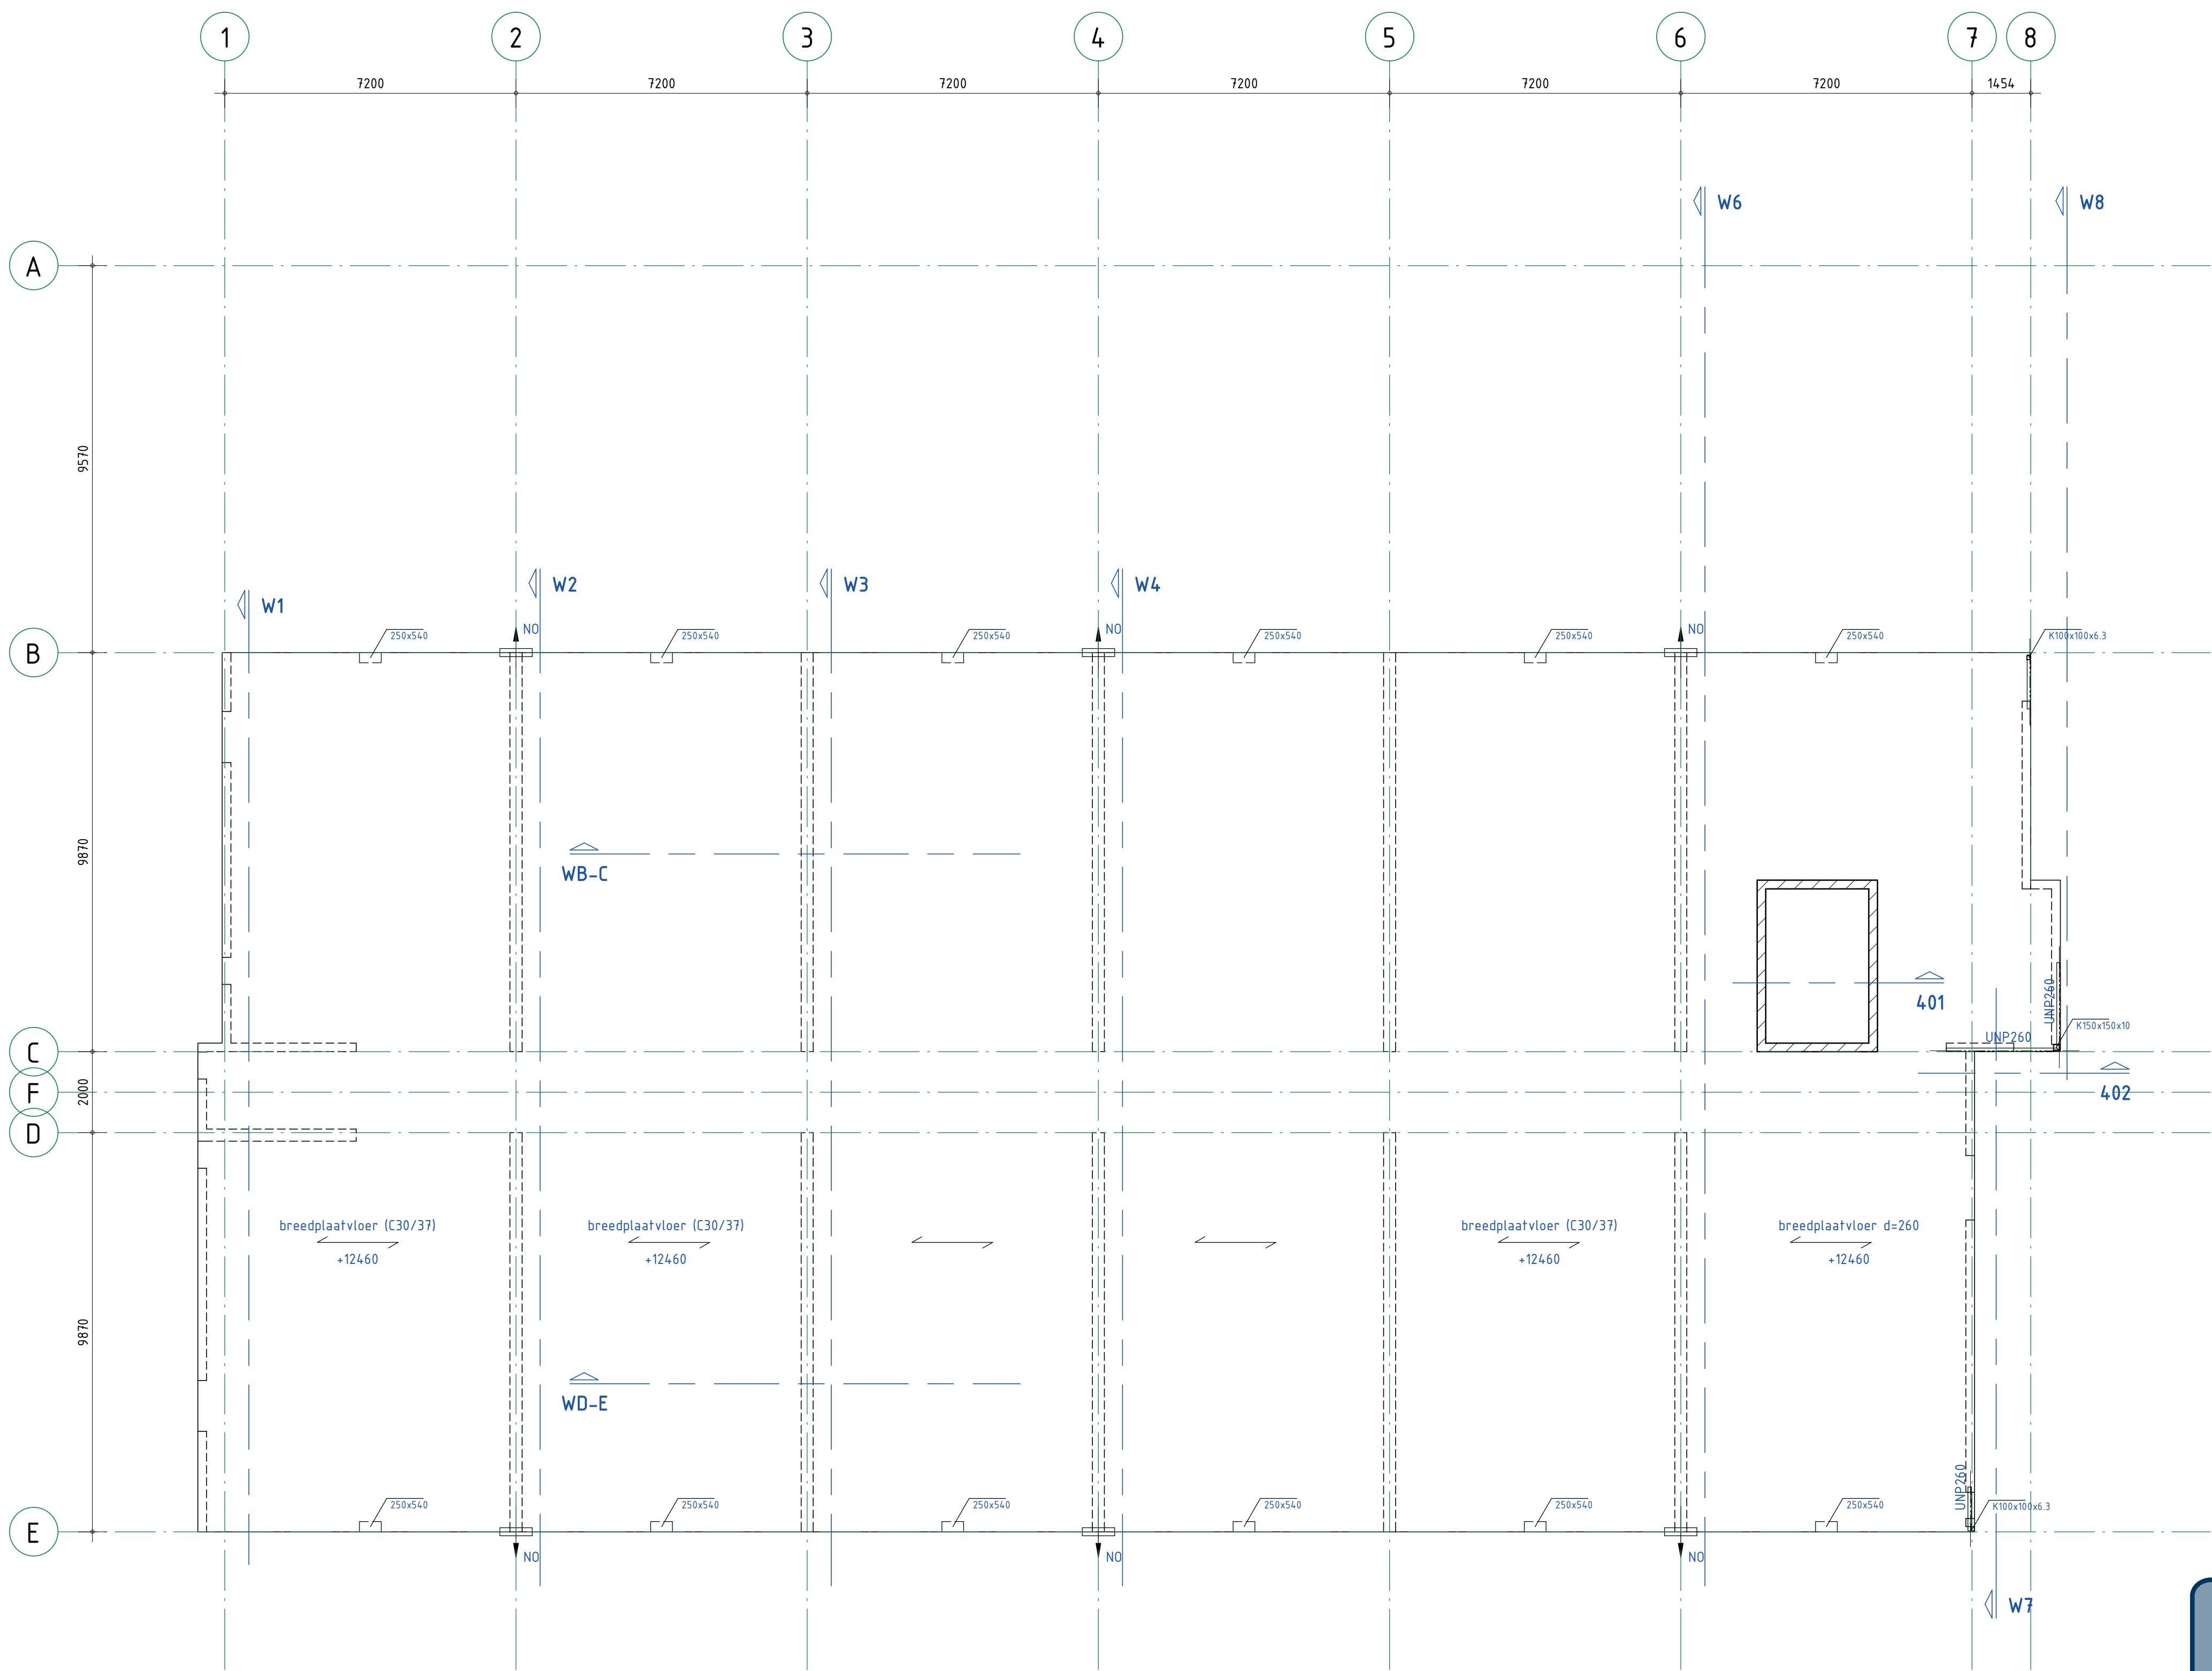 1 2 3 4 5 6 7 8
7200 7200 7200 7200 7200 7200 1454
W6 W8
A
9570
W2 W3 W4
W1
NO NO NO
250x540 250x540 250x540 250x540 250x540 250x540 K100x100x6.3
B
9870
WB-C
401
UNP260
K150x150x10
UNP260
C
F
2000
402
D
breedplaatvloer (C30/37) breedplaatvloer (C30/37) breedplaatvloer (C30/37) breedplaatvloer d=260
+12460 +12460 +12460 +12460
9870
WD-E
UNP260
250x540 250x540 250x540 250x540 250x540 250x540 K100x100x6.3
E
NO NO NO
W7